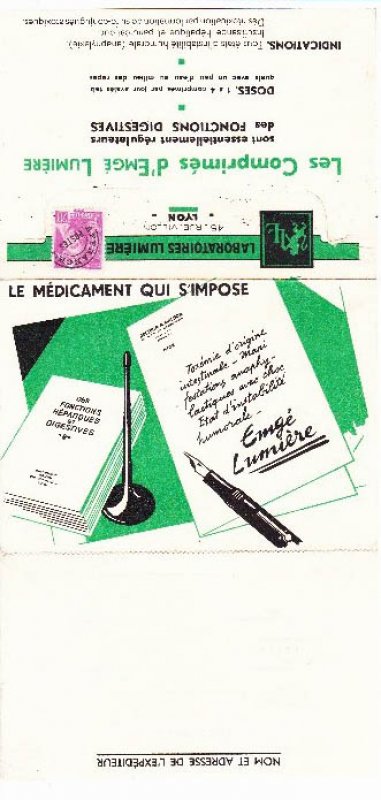 LE MÉDICAMENT QUI S'IMPOSE
DES
FONCTIONS
HÉPATIQUES
ET
DIGESTIVES
Toxémie d'origine
intestinale - Mani
festations anaphy-
lactiques avec choc
Etat d'instabilité
humorale -
Emgé
Lumière
LABORATOIRES LUMIÈRE
45, RUE VILLON
- LYON -
Les Comprimés d'EMGÉ LUMIÈRE
sont essentiellement régulateurs
des FONCTIONS DIGESTIVES
DOSES. 1 à 4 comprimés par jour avalés tels
quels avec un peu d'eau au milieu des repas
INDICATIONS. Tous états d'instabilité humorale (anaphylaxie).
Insuffisance hépatique et pancréatique
NOM ET ADRESSE DE L'EXPÉDITEUR